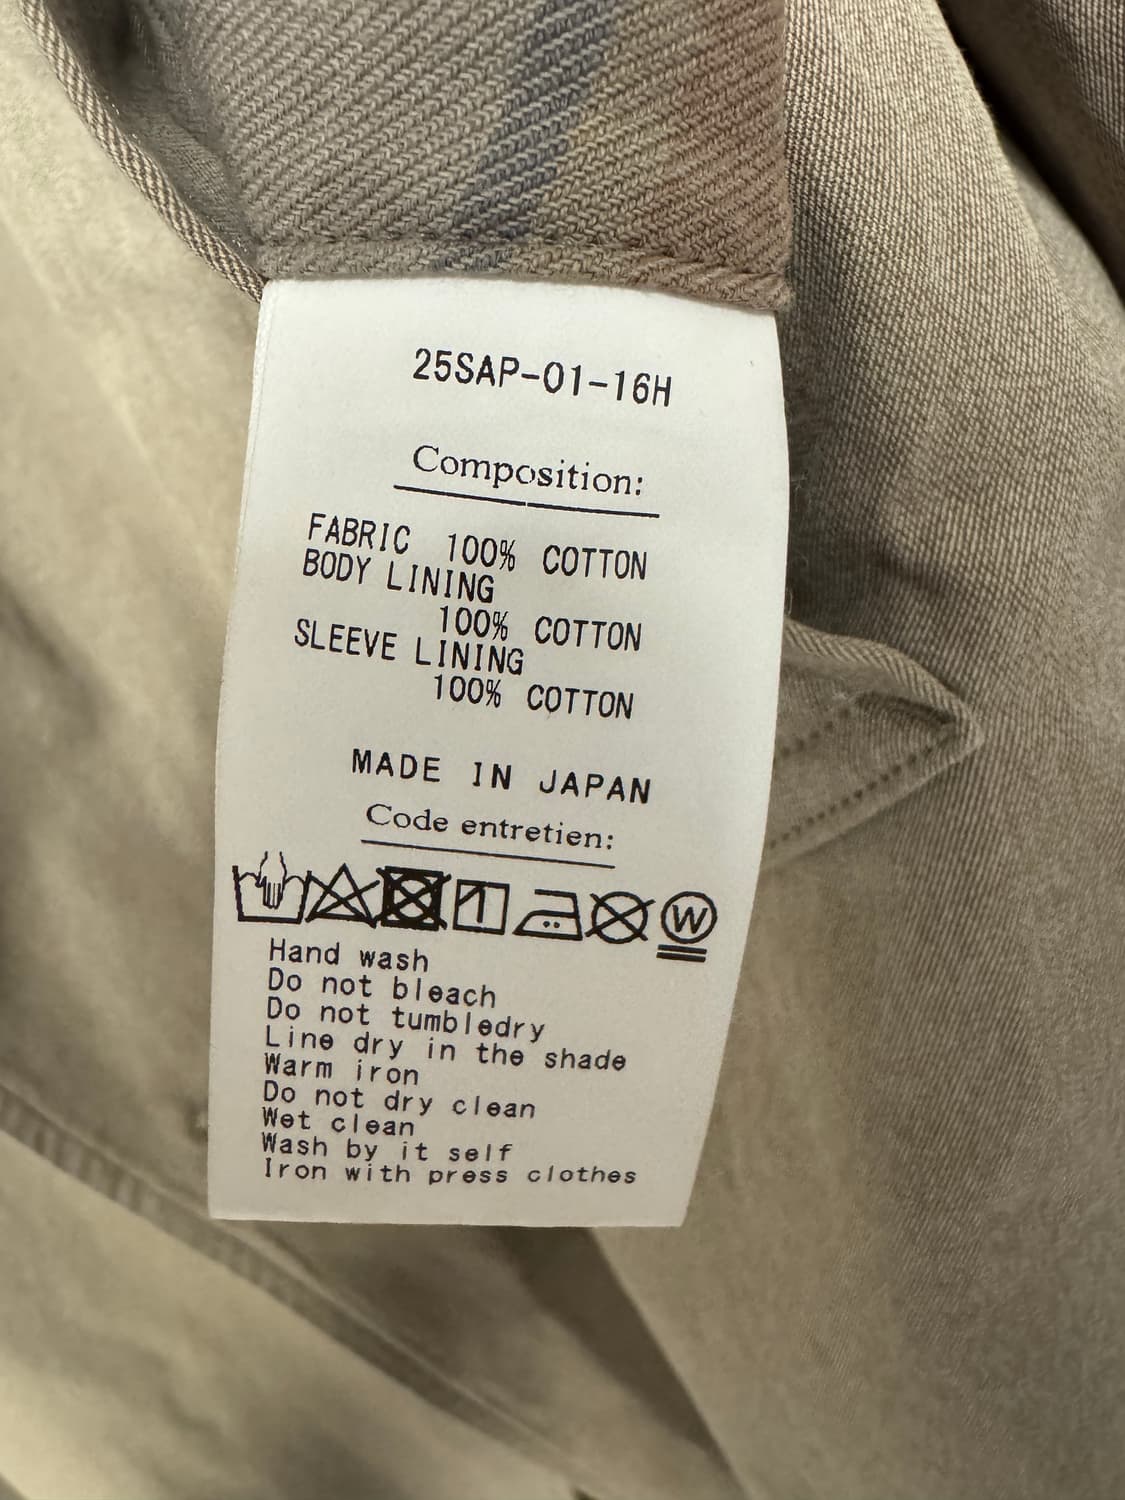 25SAP-01-16H
Composition:
FABRIC 100% COTTON
BODY LINING
100% COTTON
SLEEVE LINING
100% COTTON
MADE IN JAPAN
Code entretien:
W
Hand wash
Do not bleach
Do not tumbledry
Line dry in the shade
Warm iron
Do not dry clean
Wet clean
Wash by it self
Iron with press clothes